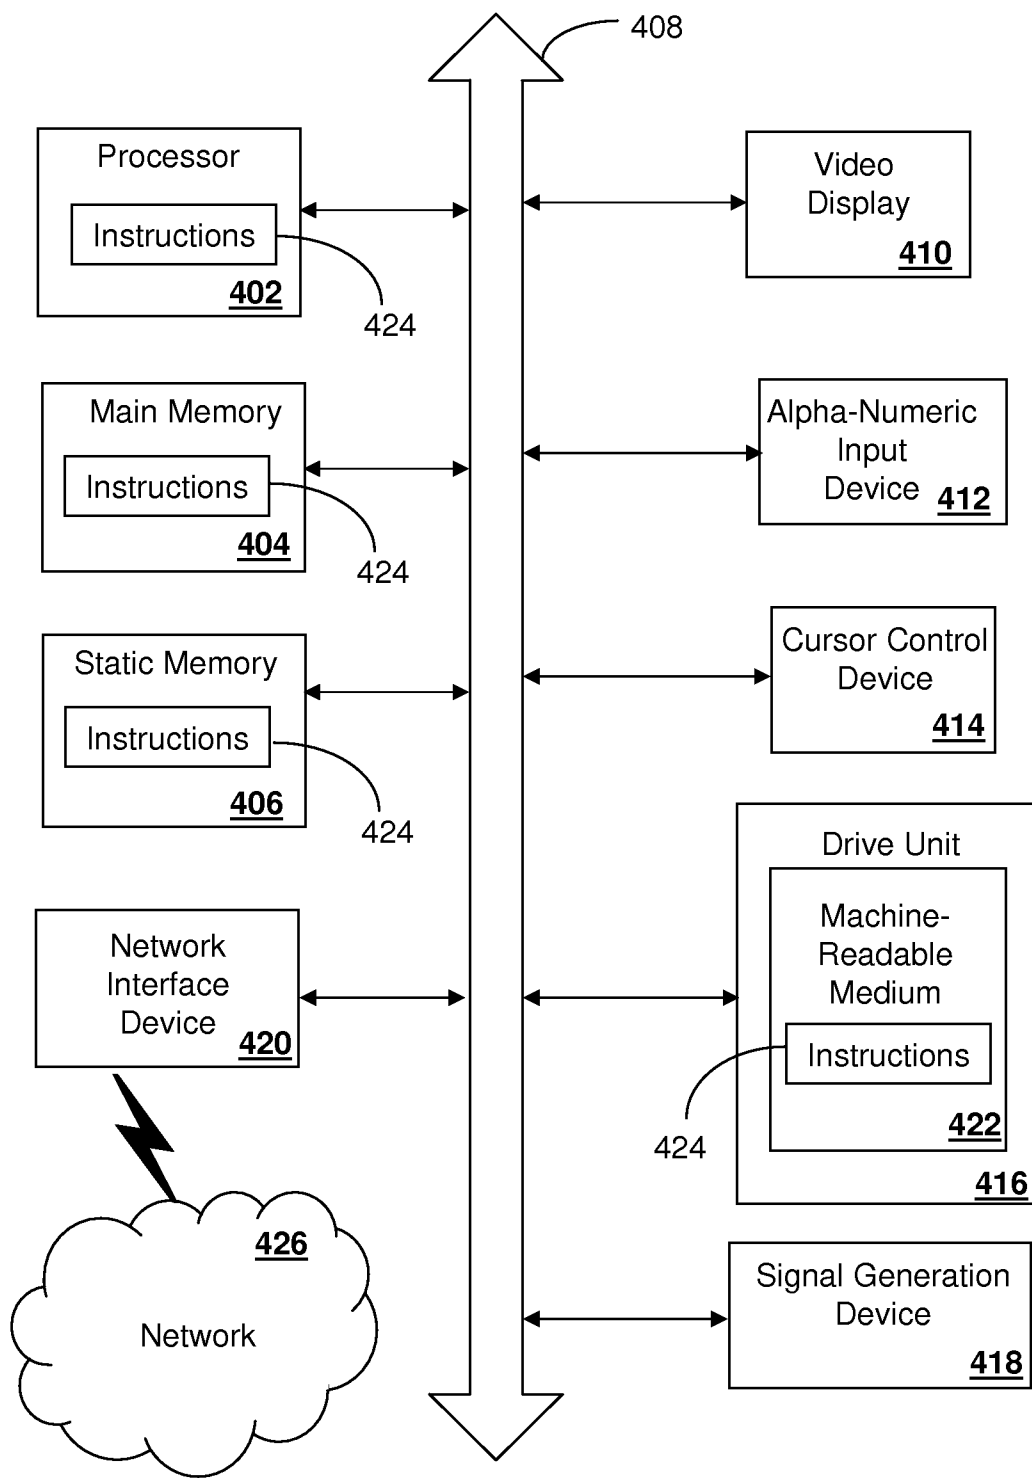 408
Processor
Instructions
402
424
Main Memory
Instructions
404
424
Static Memory
Instructions
406
424
Network
Interface
Device
420
426
Network
Video
Display
410
Alpha-Numeric
Input
Device
412
Cursor Control
Device
414
Drive Unit
Machine-
Readable
Medium
Instructions
424
422
416
Signal Generation
Device
418